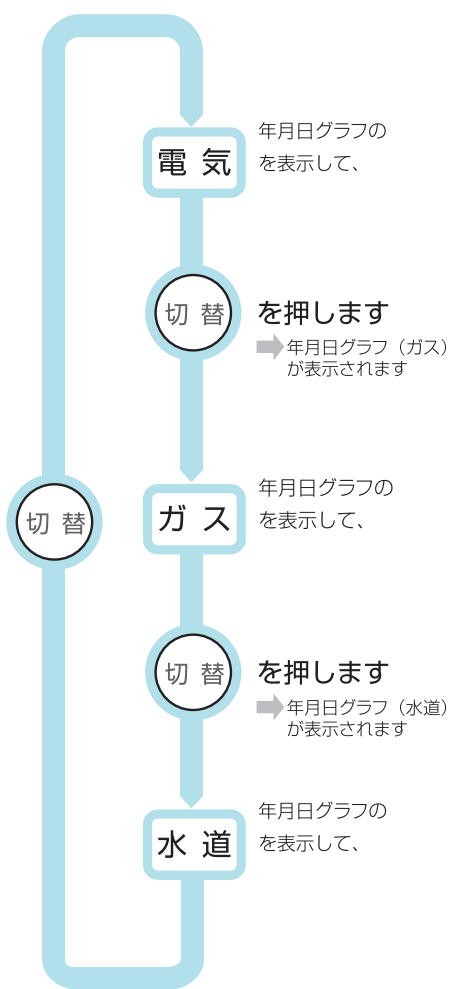 年月日グラフの
電 気
を表示して、
切 替
を押します
年月日グラフ（ガス）
が表示されます
年月日グラフの
ガ ス
を表示して、
切 替
切 替
を押します
年月日グラフ（水道）
が表示されます
年月日グラフの
水 道
を表示して、